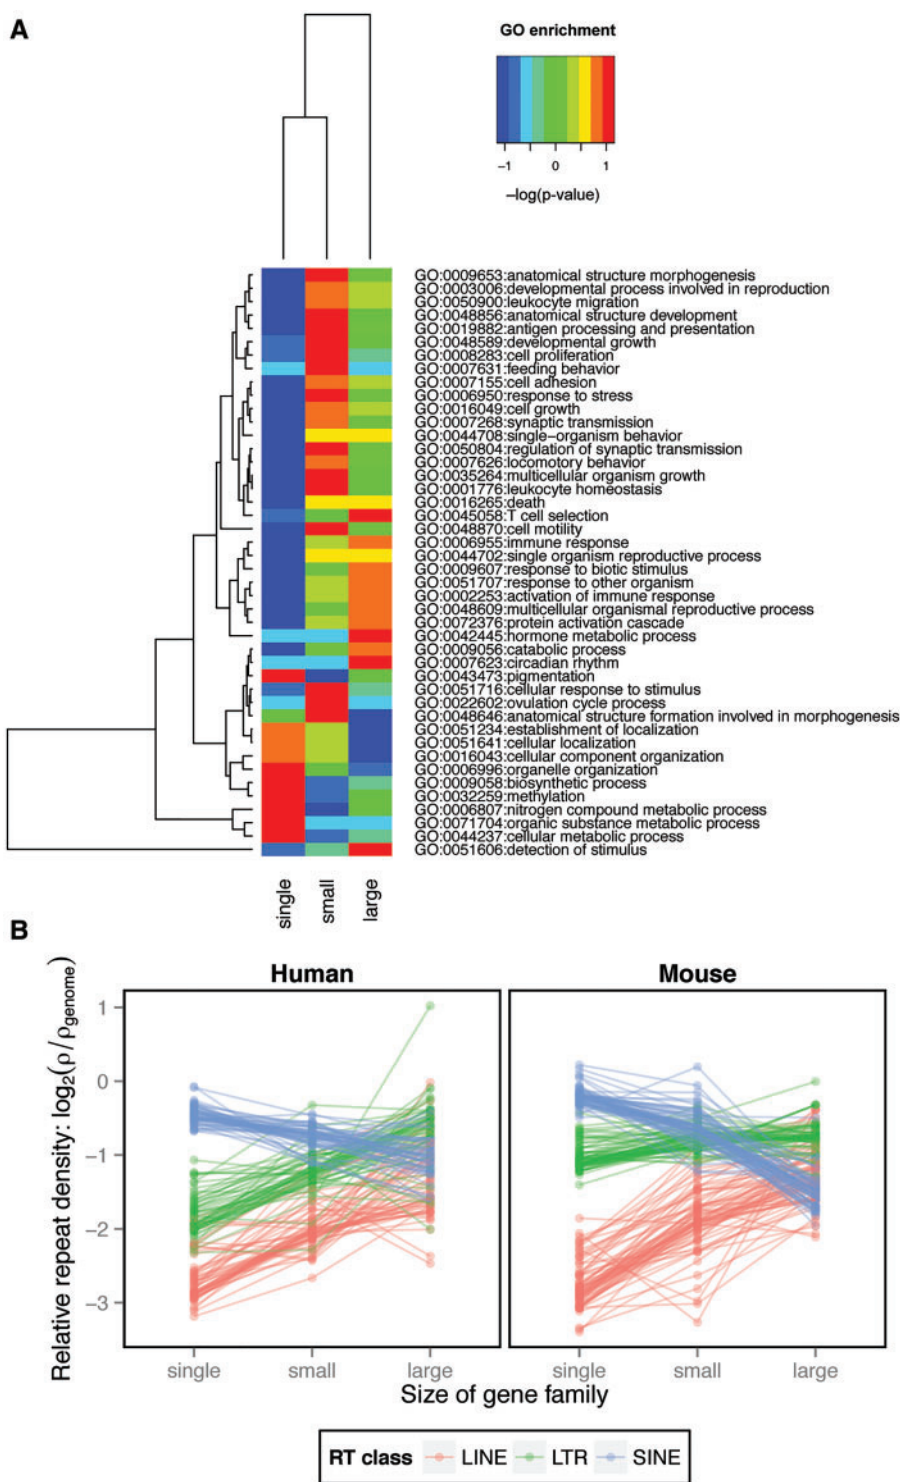 A
GO enrichment
−1 0 1
−log(p-value)
GO:0009653:anatomical structure morphogenesis
GO:0003006:developmental process involved in reproduction
GO:0050900:leukocyte migration
GO:0048856:anatomical structure development
GO:0019882:antigen processing and presentation
GO:0048589:developmental growth
GO:0008283:cell proliferation
GO:0007631:feeding behavior
GO:0007155:cell adhesion
GO:0006950:response to stress
GO:0016049:cell growth
GO:0007268:synaptic transmission
GO:0044708:single−organism behavior
GO:0050804:regulation of synaptic transmission
GO:0007626:locomotory behavior
GO:0035264:multicellular organism growth
GO:0001776:leukocyte homeostasis
GO:0016265:death
GO:0045058:T cell selection
GO:0048870:cell motility
GO:0006955:immune response
GO:0044702:single organism reproductive process
GO:0009607:response to biotic stimulus
GO:0051707:response to other organism
GO:0002253:activation of immune response
GO:0048609:multicellular organismal reproductive process
GO:0072376:protein activation cascade
GO:0042445:hormone metabolic process
GO:0009056:catabolic process
GO:0007623:circadian rhythm
GO:0043473:pigmentation
GO:0051716:cellular response to stimulus
GO:0022602:ovulation cycle process
GO:0048646:anatomical structure formation involved in morphogenesis
GO:0051234:establishment of localization
GO:0051641:cellular localization
GO:0016043:cellular component organization
GO:0006996:organelle organization
GO:0009058:biosynthetic process
GO:0032259:methylation
GO:0006807:nitrogen compound metabolic process
GO:0071704:organic substance metabolic process
GO:0044237:cellular metabolic process
GO:0051606:detection of stimulus
single small large
B
Relative repeat density: log₂(ρ/ρgenome)
Human Mouse
1
0
−1
−2
−3
single small large single small large
Size of gene family
RT class LINE LTR SINE